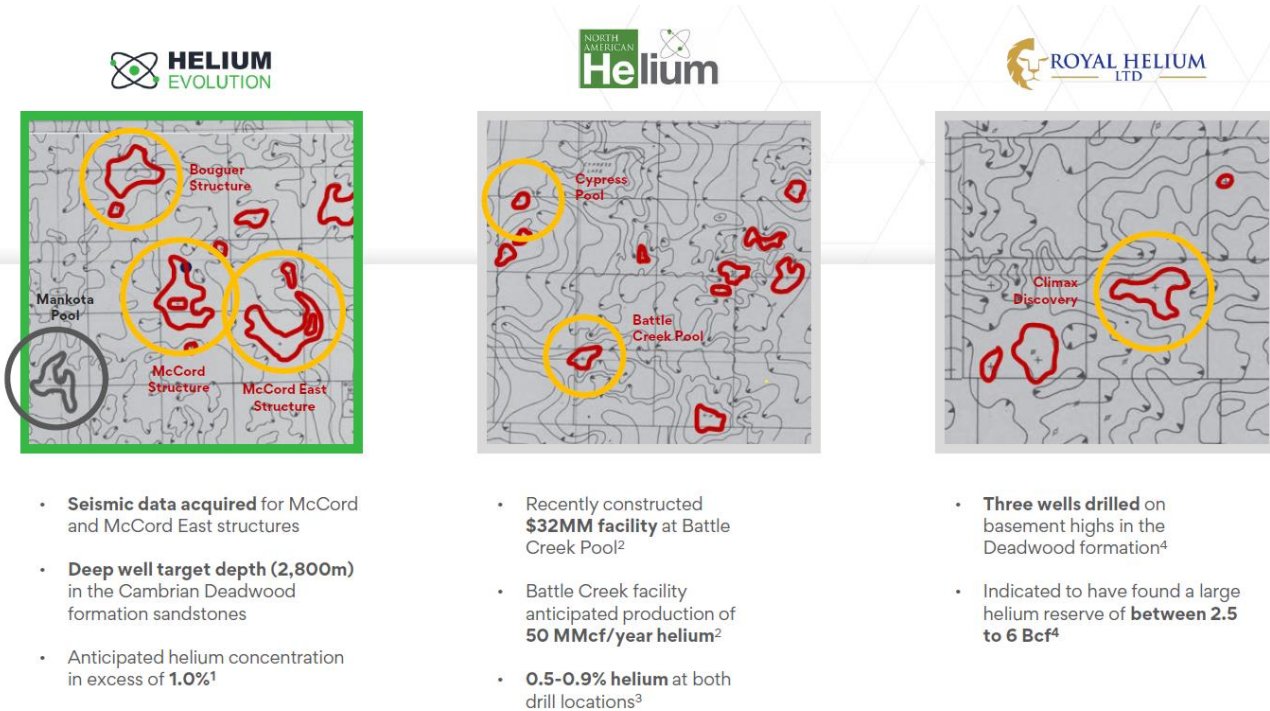 HELIUM
EVOLUTION
NORTH
AMERICAN
Helium
ROYAL HELIUM
LTD
Bouguer
Structure
Mankota
Pool
McCord
Structure
McCord East
Structure
Cypress
Pool
Battle
Creek Pool
Climax
Discovery
• Seismic data acquired for McCord
and McCord East structures
• Deep well target depth (2,800m)
in the Cambrian Deadwood
formation sandstones
• Anticipated helium concentration
in excess of 1.0%¹
• Recently constructed
$32MM facility at Battle
Creek Pool²
• Battle Creek facility
anticipated production of
50 MMcf/year helium²
• 0.5-0.9% helium at both
drill locations³
• Three wells drilled on
basement highs in the
Deadwood formation⁴
• Indicated to have found a large
helium reserve of between 2.5
to 6 Bcf⁴